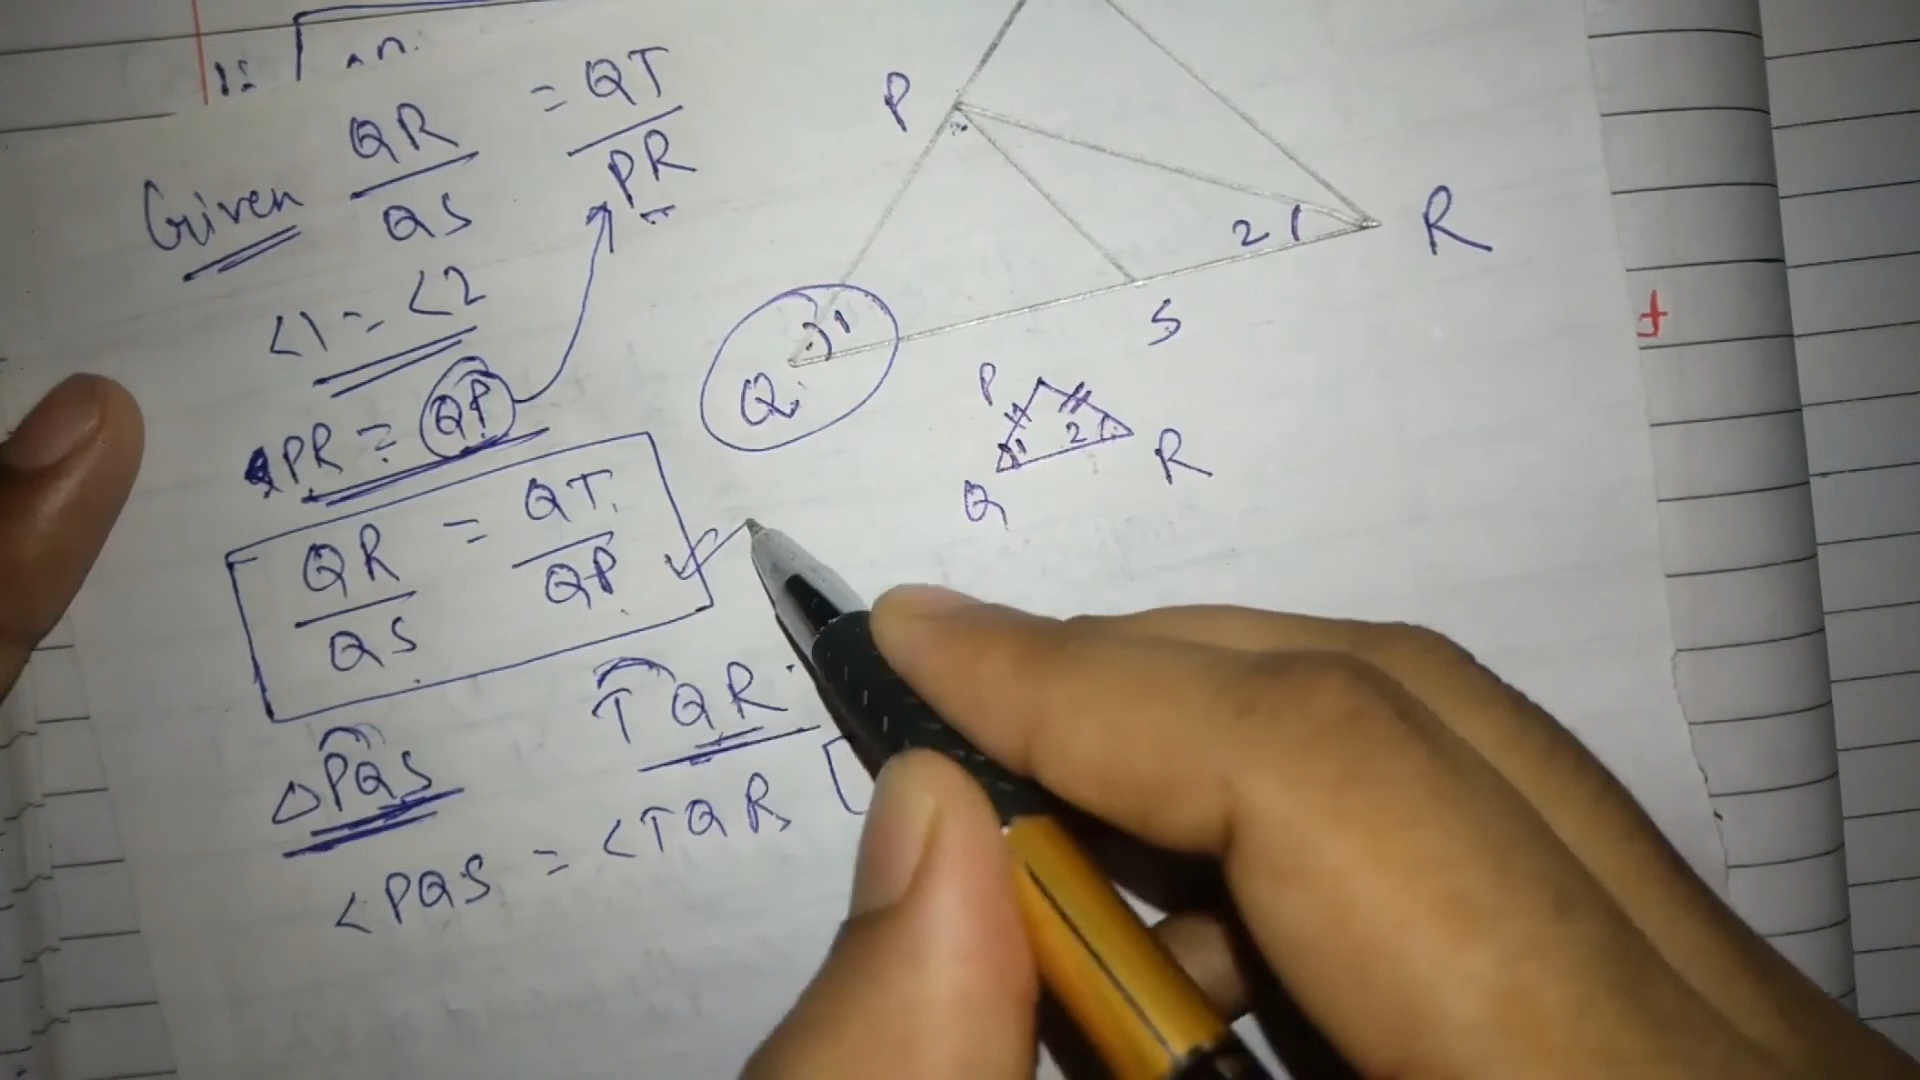 Given QR/QS = QT/PR
<1 = <2
PR = QP
QR/QS = QT/QP
△PQS TQR
<PQS = <TQR
P
2 1 R
1
S
Q
P
1 2
R
Q